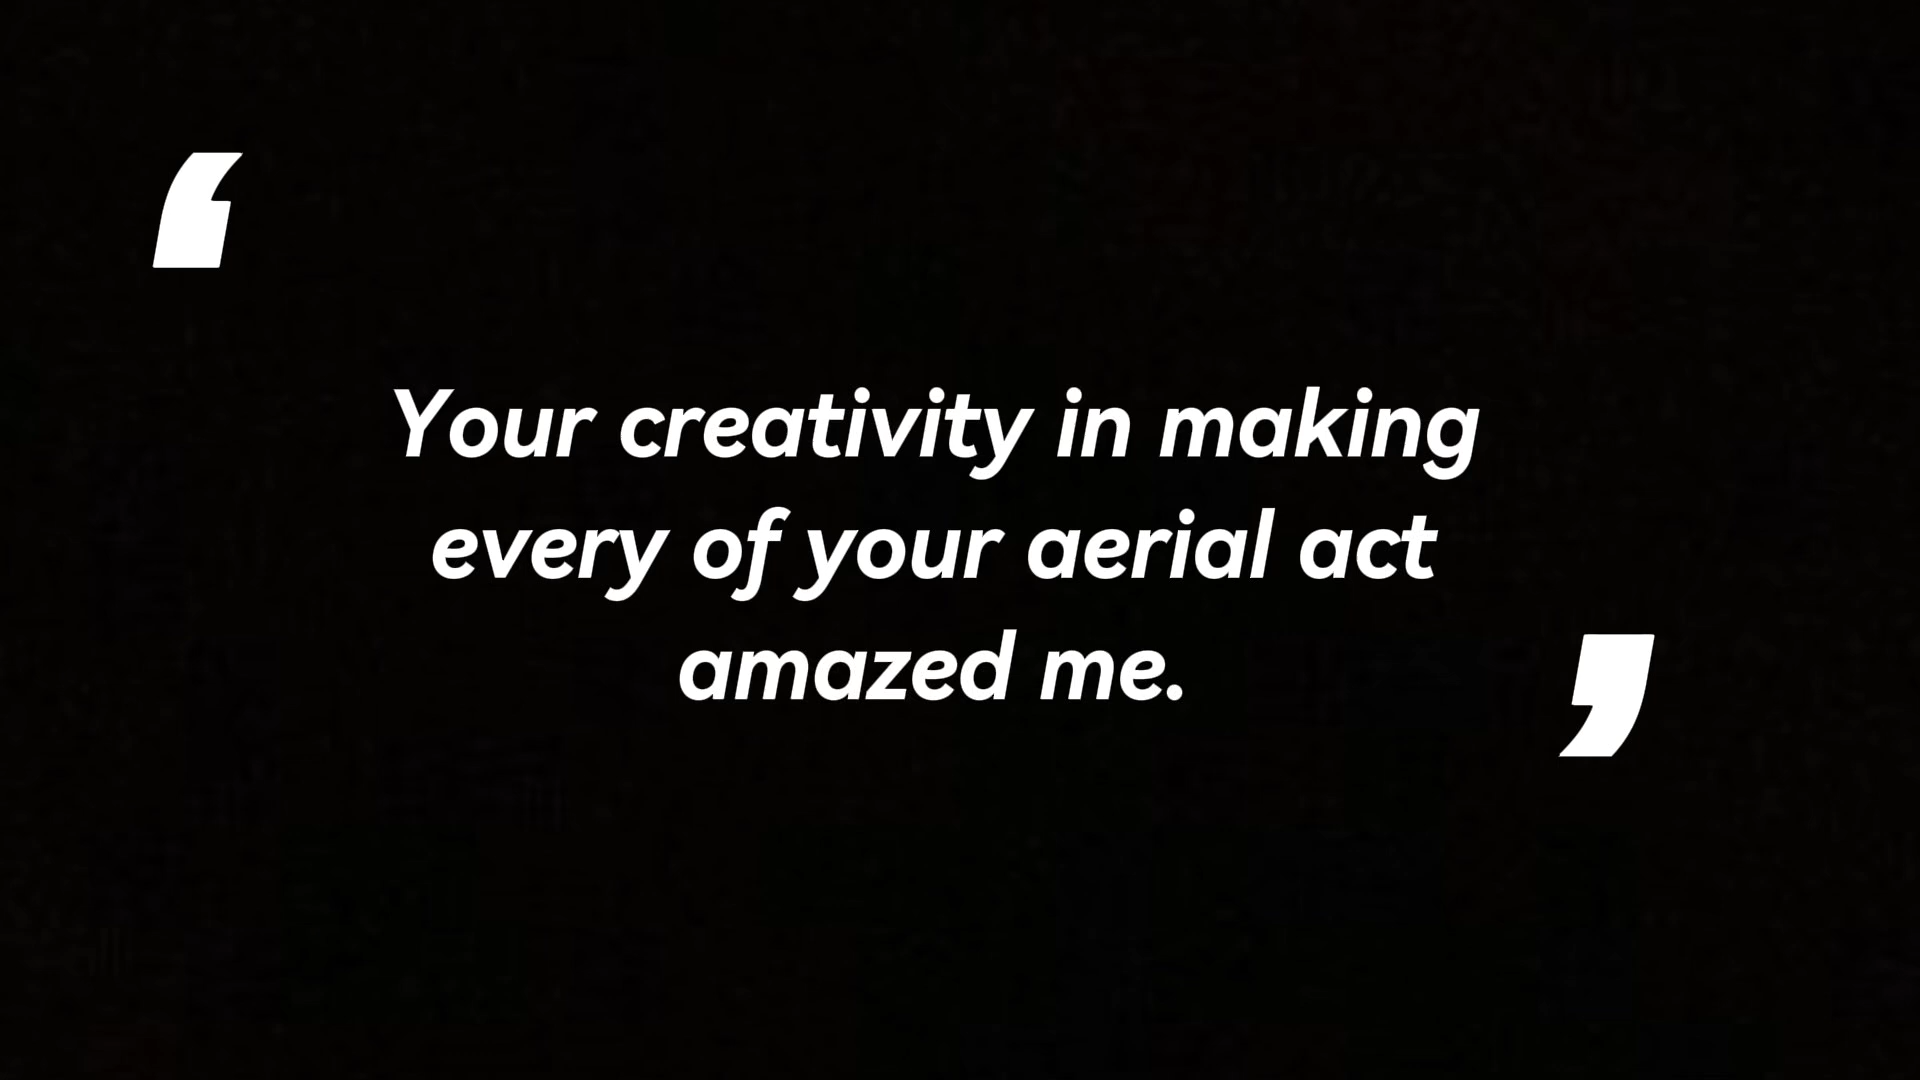 ‘
Your creativity in making
every of your aerial act
amazed me.
’